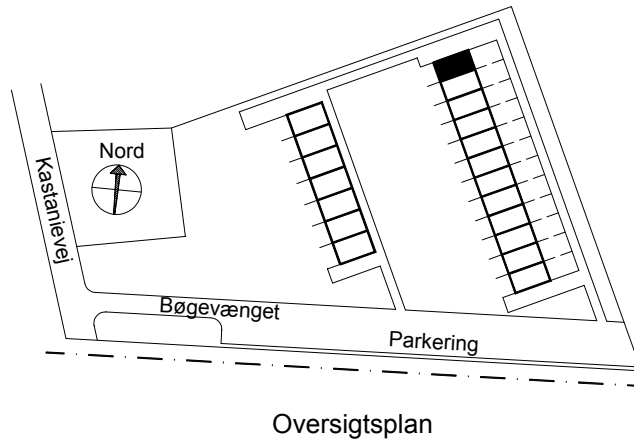 Nord
Kastanievej
Bøgevænget
Parkering
Oversigtsplan